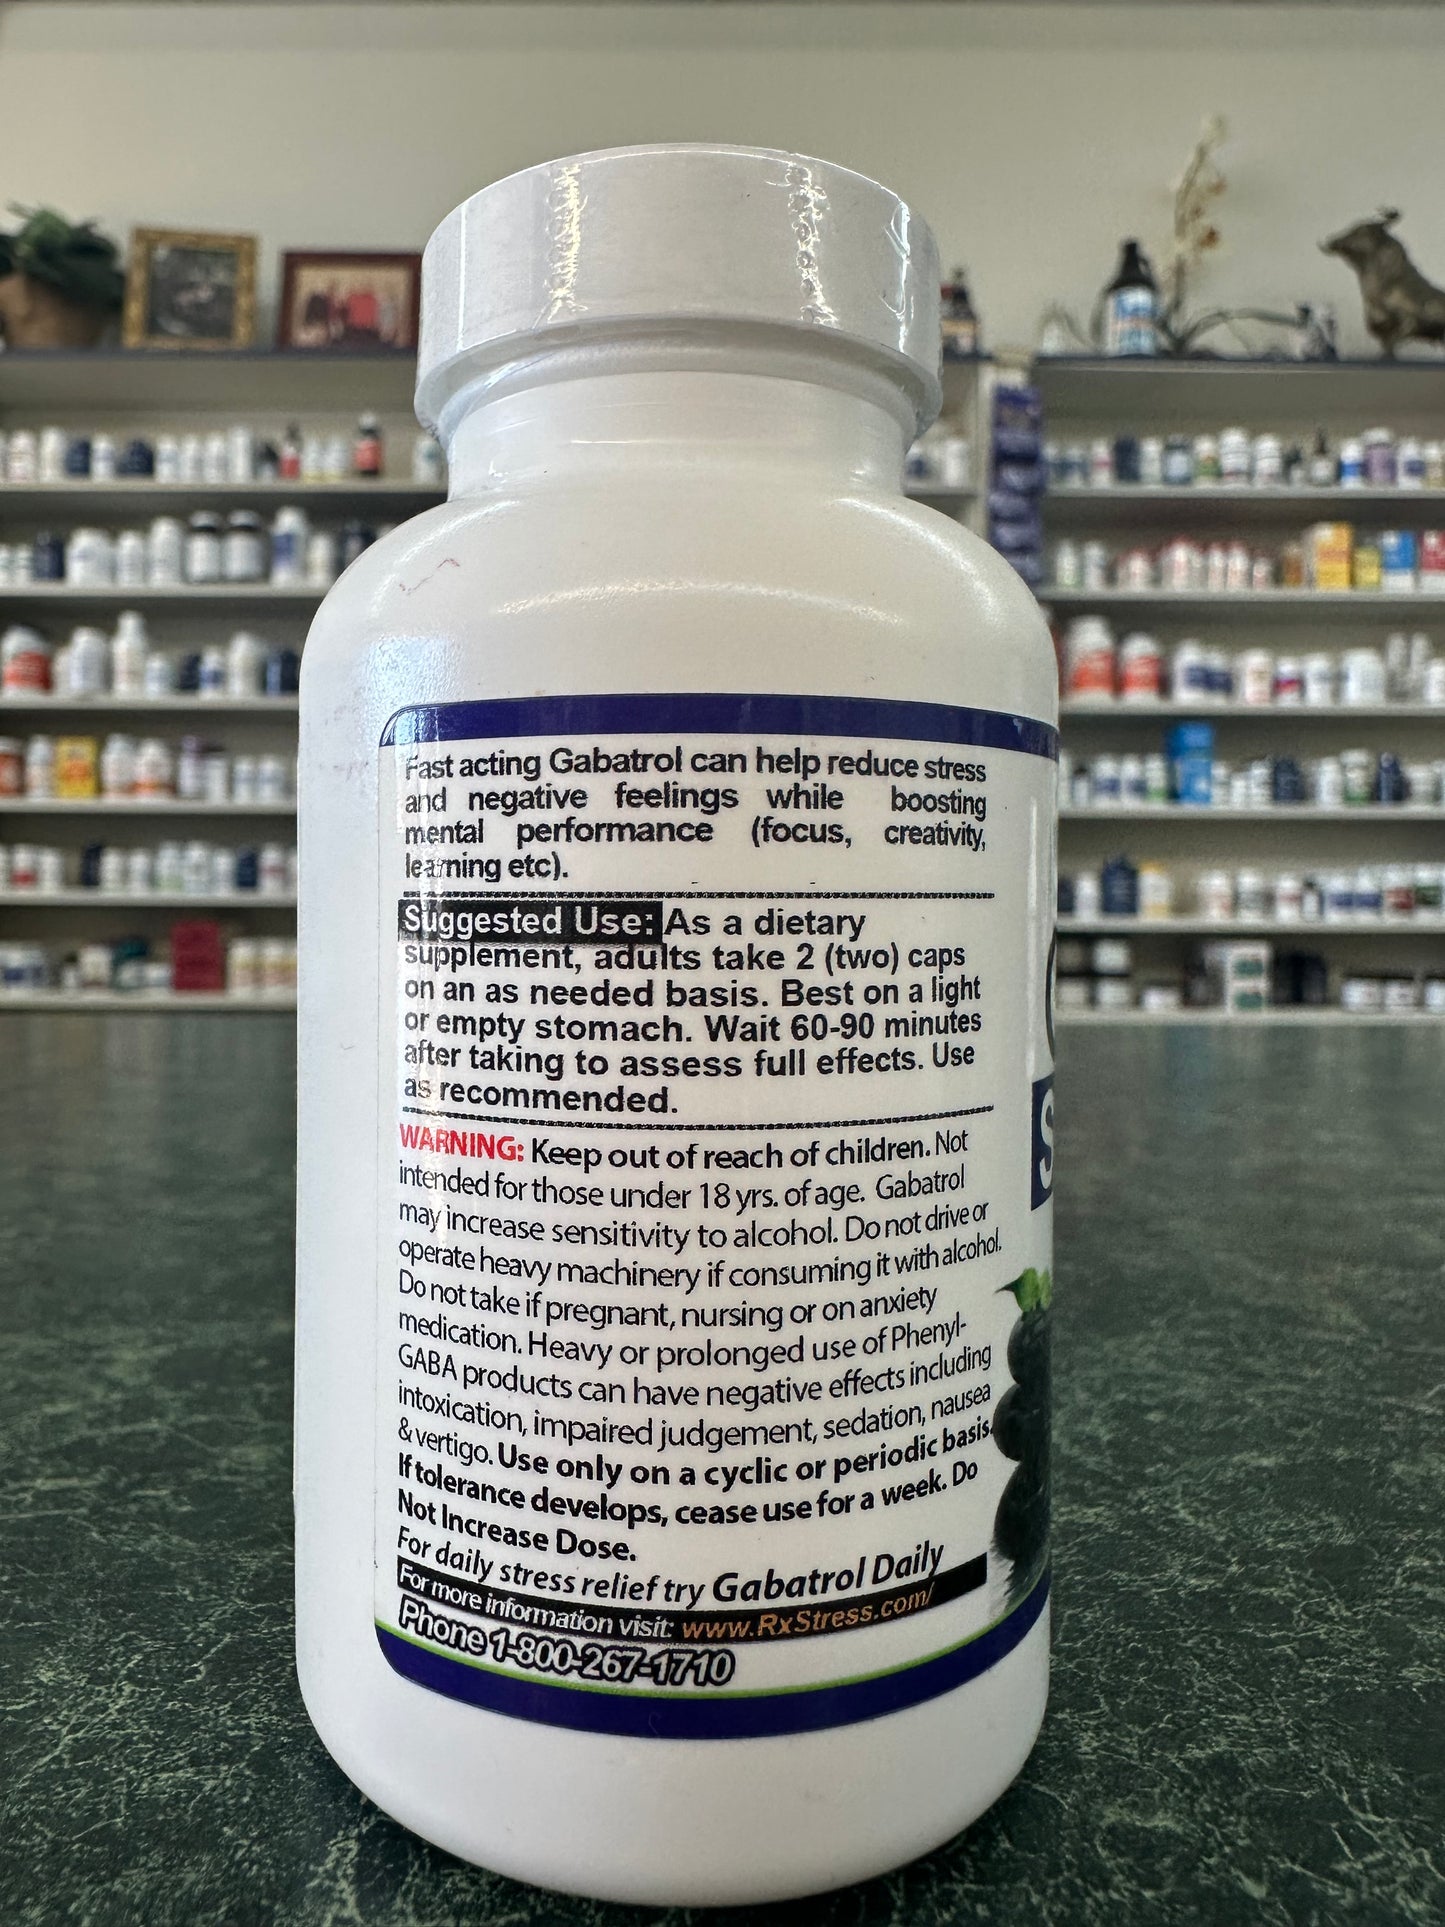 Fast acting Gabatrol can help reduce stress
and negative feelings while boosting
mental performance (focus, creativity,
learning etc).
Suggested Use: As a dietary
supplement, adults take 2 (two) caps
on an as needed basis. Best on a light
or empty stomach. Wait 60-90 minutes
after taking to assess full effects. Use
as recommended.
WARNING: Keep out of reach of children. Not
intended for those under 18 yrs. of age. Gabatrol
may increase sensitivity to alcohol. Do not drive or
operate heavy machinery if consuming it with alcohol.
Do not take if pregnant, nursing or on anxiety
medication. Heavy or prolonged use of Phenyl-
GABA products can have negative effects including
intoxication, impaired judgement, sedation, nausea
& vertigo. Use only on a cyclic or periodic basis.
If tolerance develops, cease use for a week. Do
Not Increase Dose.
For daily stress relief try Gabatrol Daily
For more information visit: www.RxStress.com/
Phone 1-800-267-1710